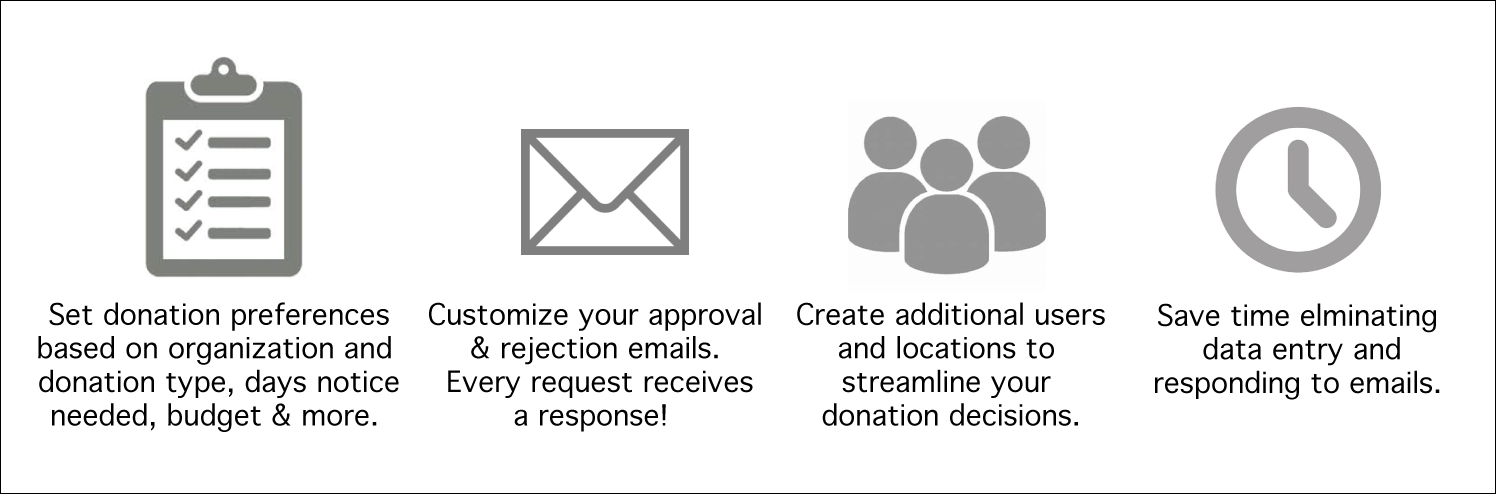 Set donation preferences
based on organization and
donation type, days notice
needed, budget & more.
Customize your approval
& rejection emails.
Every request receives
a response!
Create additional users
and locations to
streamline your
donation decisions.
Save time elminating
data entry and
responding to emails.